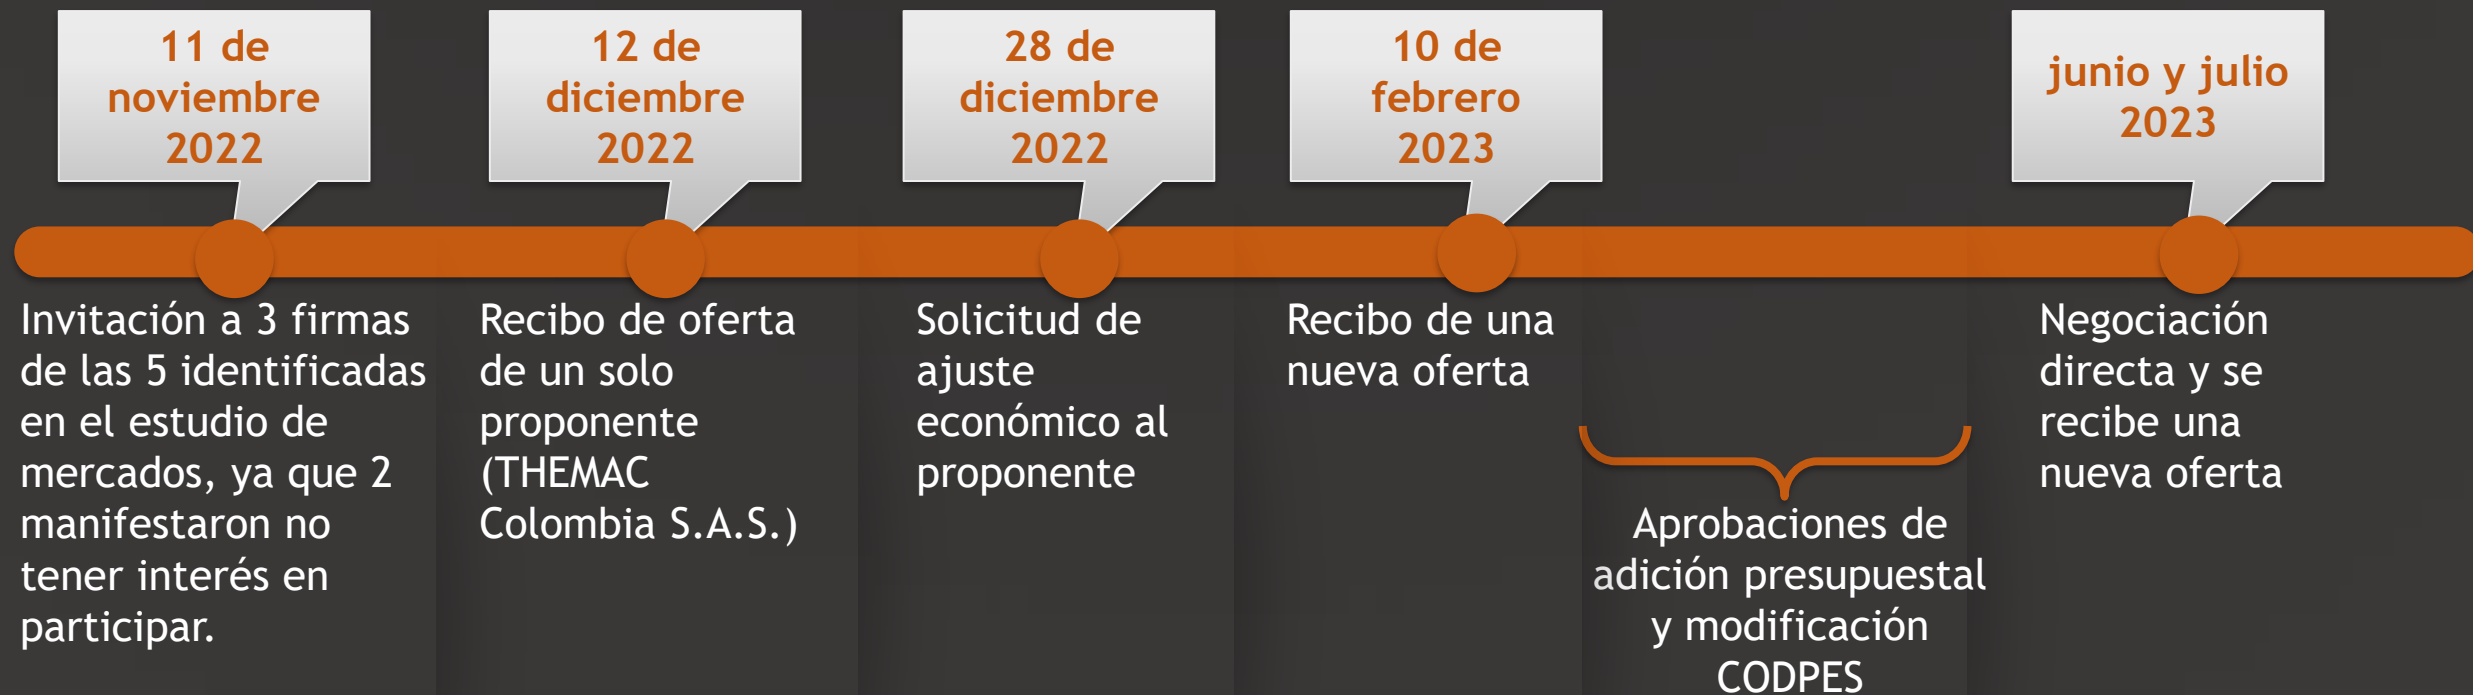 11 de
noviembre
2022
12 de
diciembre
2022
28 de
diciembre
2022
10 de
febrero
2023
junio y julio
2023
Invitación a 3 firmas
de las 5 identificadas
en el estudio de
mercados, ya que 2
manifestaron no
tener interés en
participar.
Recibo de oferta
de un solo
proponente
(THEMAC
Colombia S.A.S.)
Solicitud de
ajuste
económico al
proponente
Recibo de una
nueva oferta
Aprobaciones de
adición presupuestal
y modificación
CODPES
Negociación
directa y se
recibe una
nueva oferta